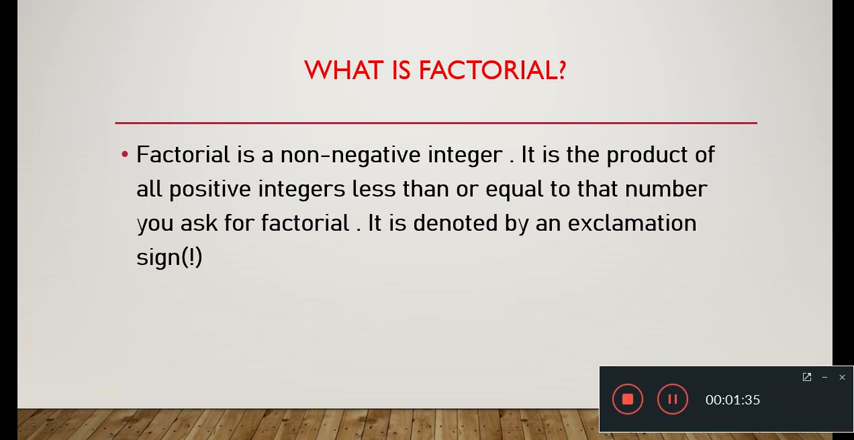 WHAT IS FACTORIAL?
• Factorial is a non-negative integer . It is the product of
all positive integers less than or equal to that number
you ask for factorial . It is denoted by an exclamation
sign(!)
00:01:35